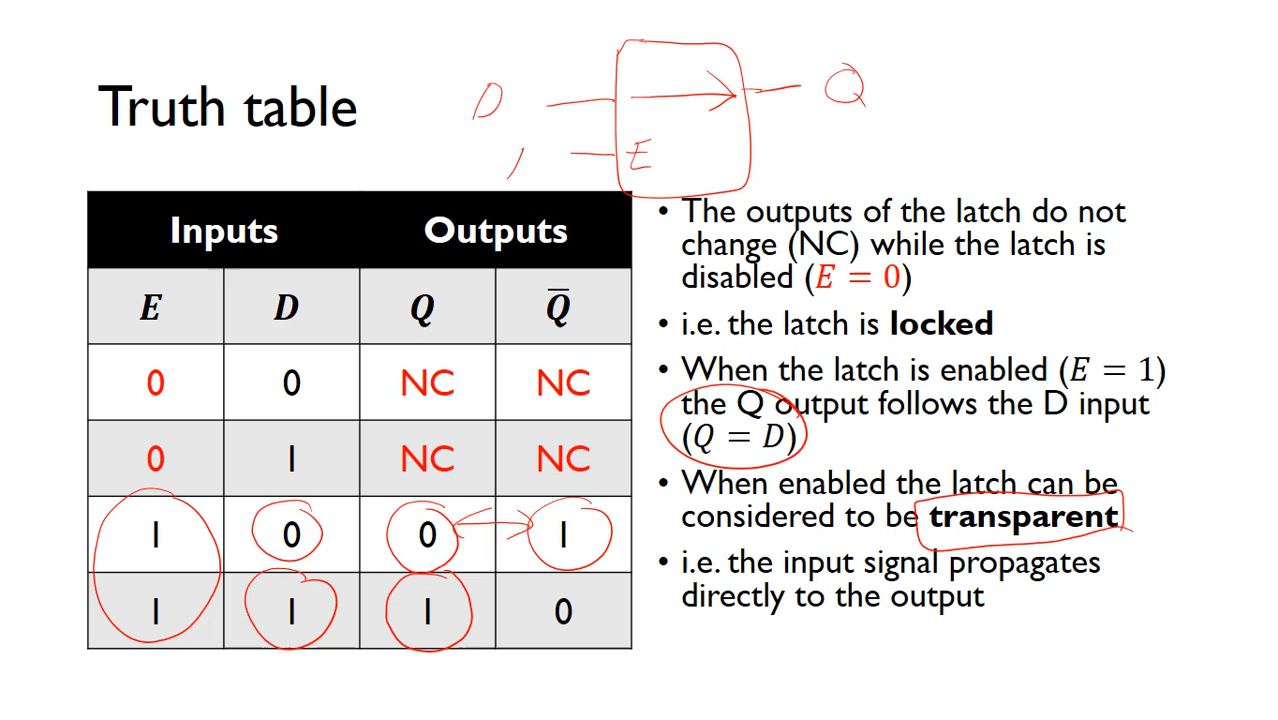 Truth table
D
Q
1
E
Inputs Outputs
E D Q Q̅
0 0 NC NC
0 1 NC NC
1 0 0 1
1 1 1 0
• The outputs of the latch do not
change (NC) while the latch is
disabled (E = 0)
• i.e. the latch is locked
• When the latch is enabled (E = 1)
the Q output follows the D input
(Q = D)
• When enabled the latch can be
considered to be transparent
• i.e. the input signal propagates
directly to the output